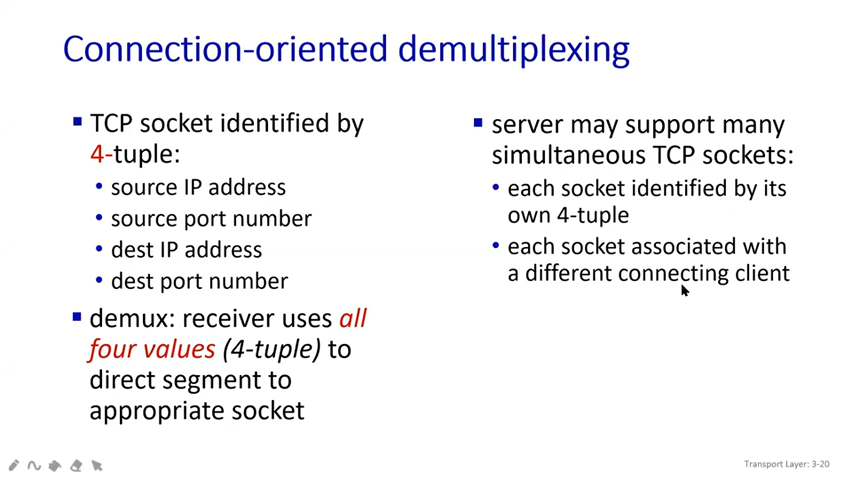 Connection-oriented demultiplexing
▪ TCP socket identified by
4-tuple:
• source IP address
• source port number
• dest IP address
• dest port number
▪ demux: receiver uses all
four values (4-tuple) to
direct segment to
appropriate socket
▪ server may support many
simultaneous TCP sockets:
• each socket identified by its
own 4-tuple
• each socket associated with
a different connecting client
Transport Layer: 3-20